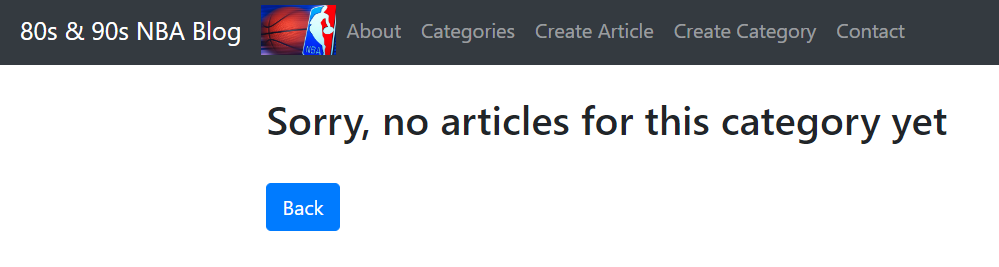 80s & 90s NBA Blog NBA About Categories Create Article Create Category Contact
Sorry, no articles for this category yet
Back